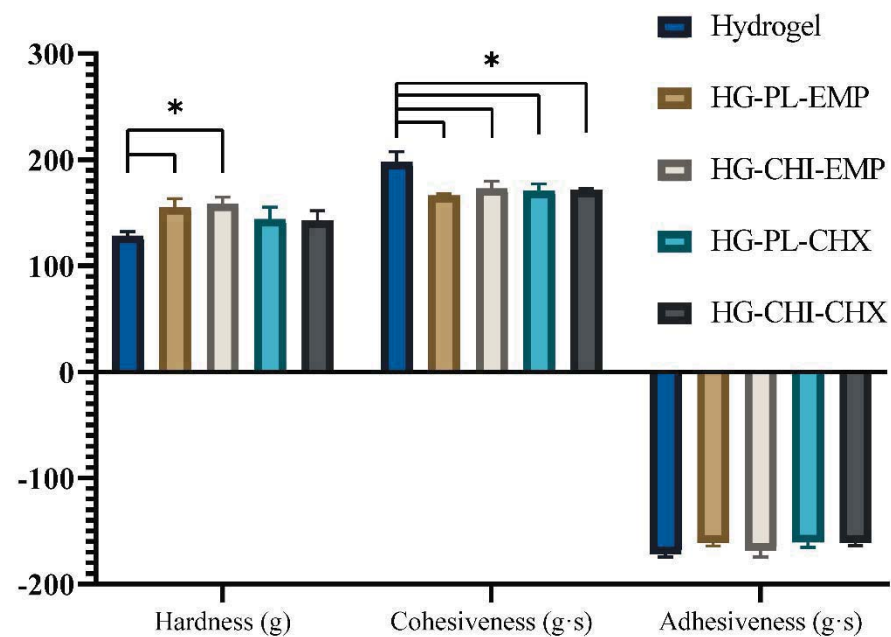 Hydrogel
HG-PL-EMP
HG-CHI-EMP
HG-PL-CHX
HG-CHI-CHX
300
200
100
0
-100
-200
*
*
Hardness (g)
Cohesiveness (g·s)
Adhesiveness (g·s)